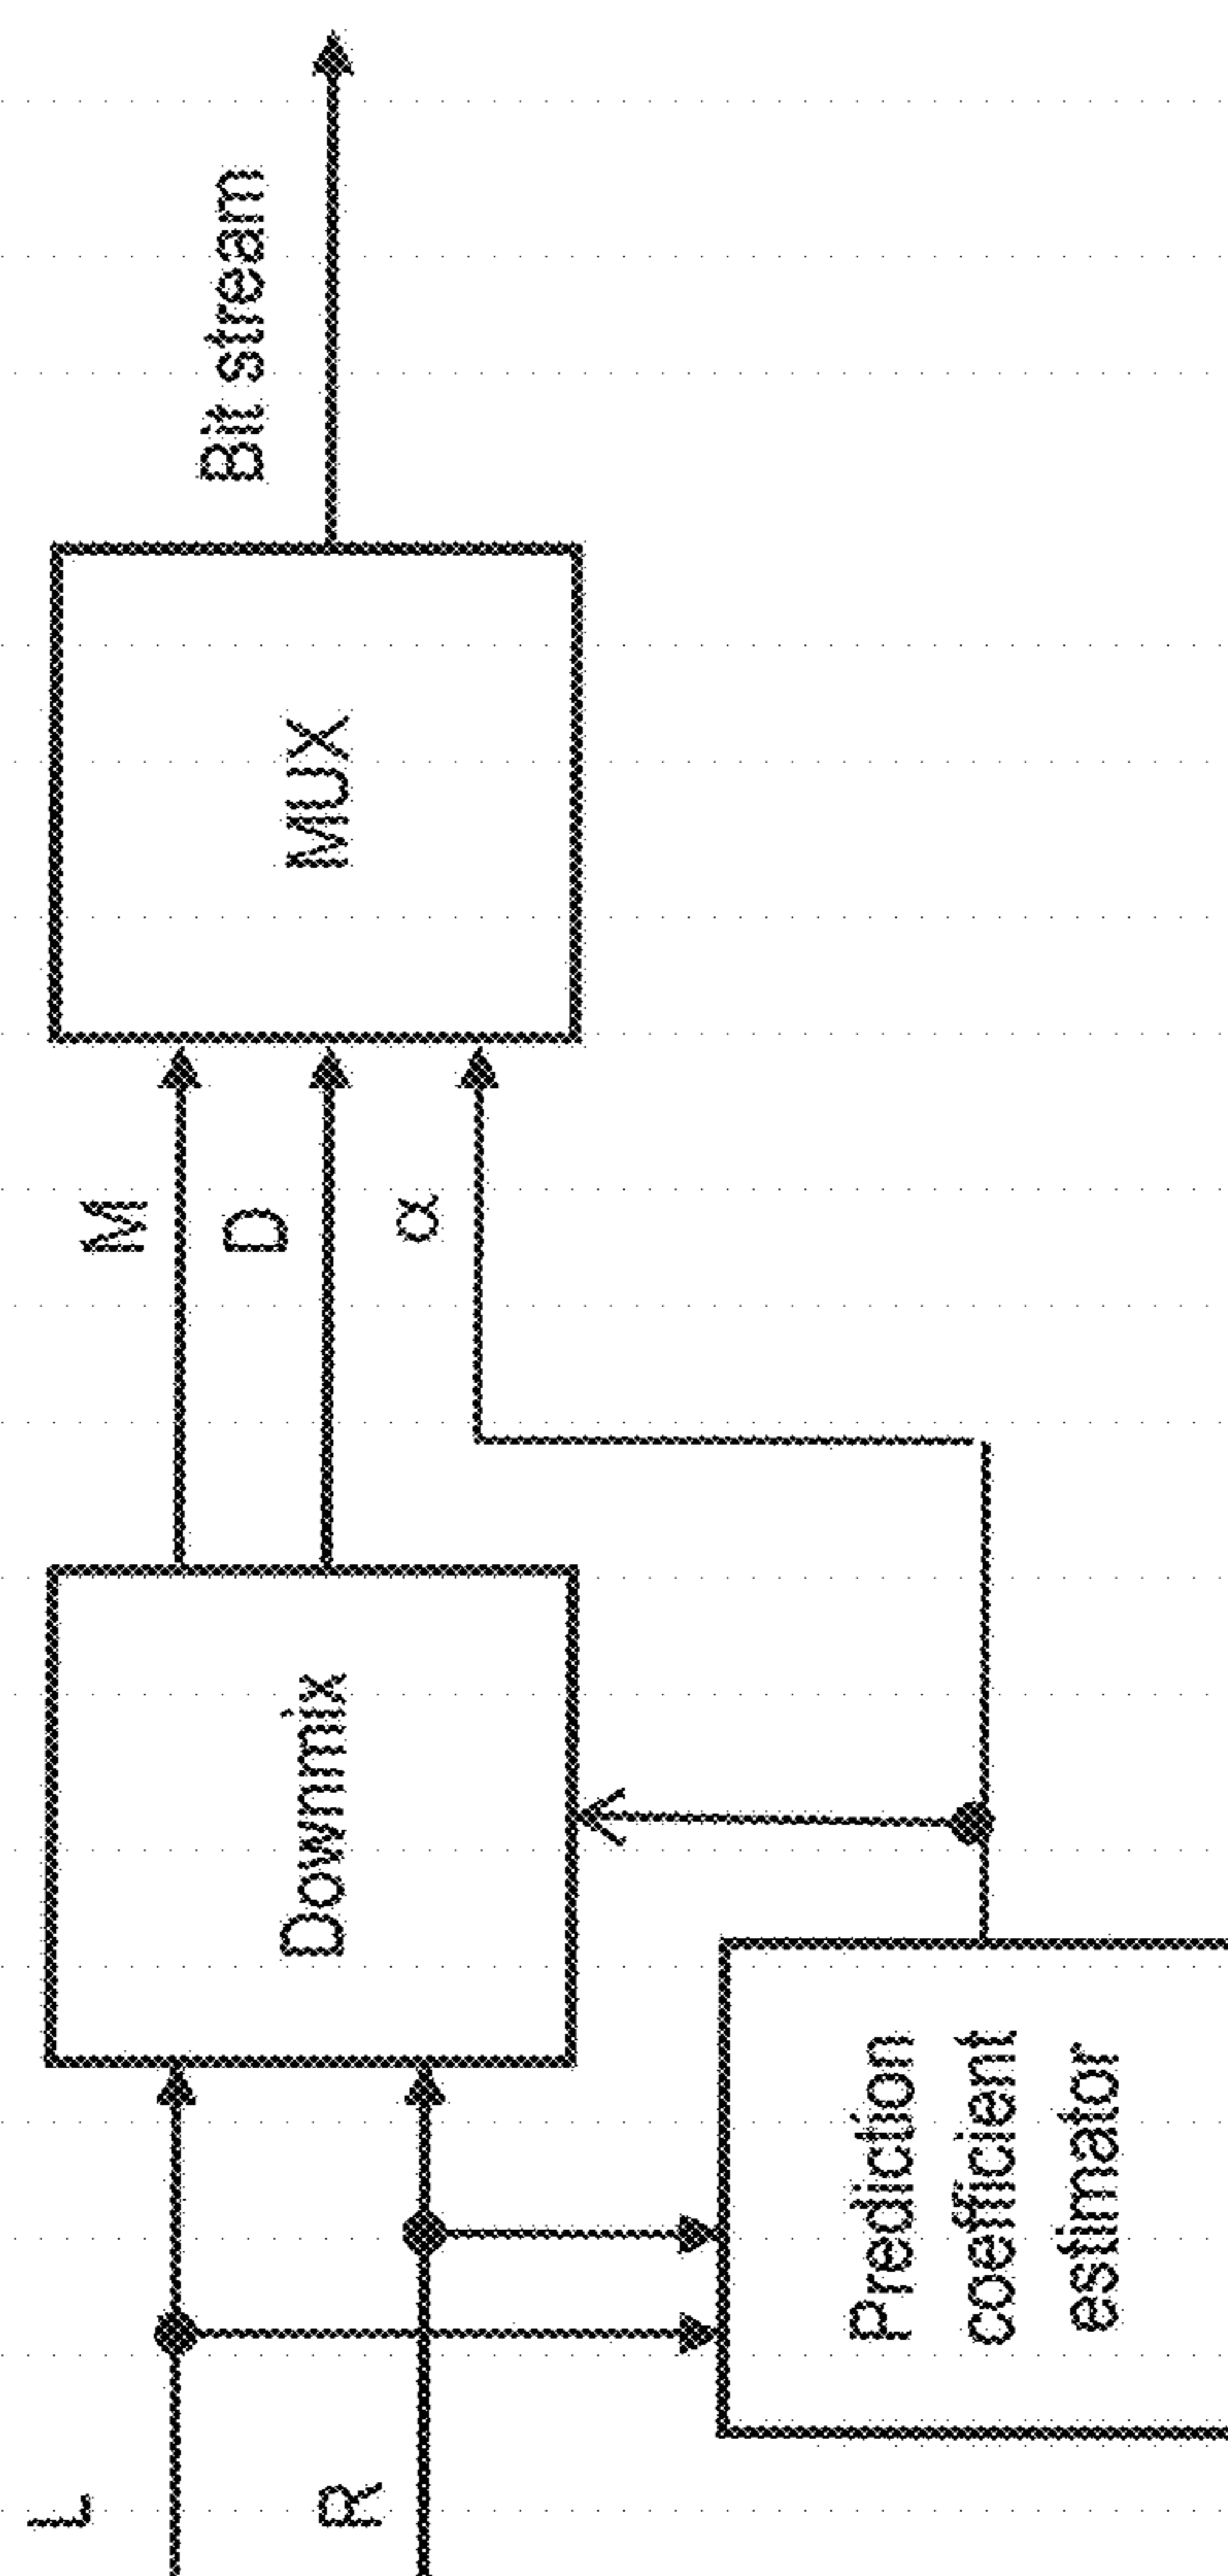 L
R
Downmix
Prediction
coefficient
estimator
M
D
α
MUX
Bit stream